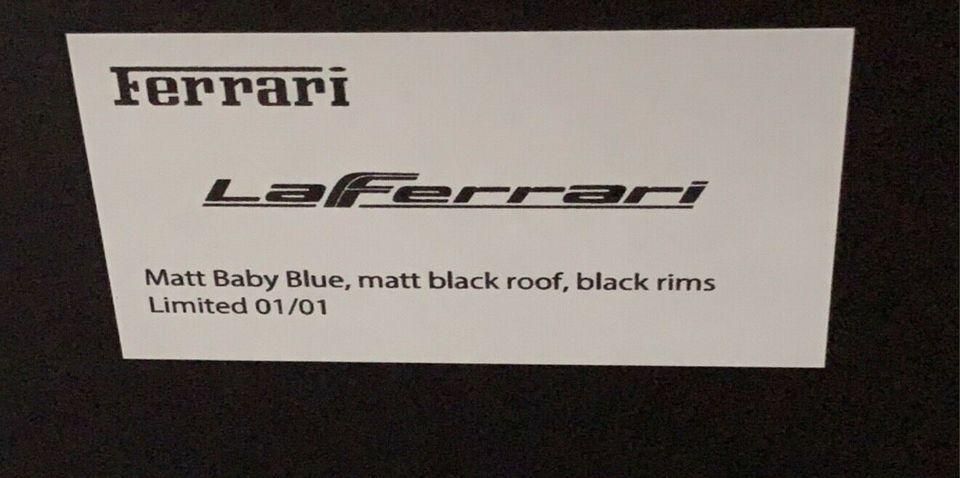 Ferrari
LaFerrari
Matt Baby Blue, matt black roof, black rims
Limited 01/01